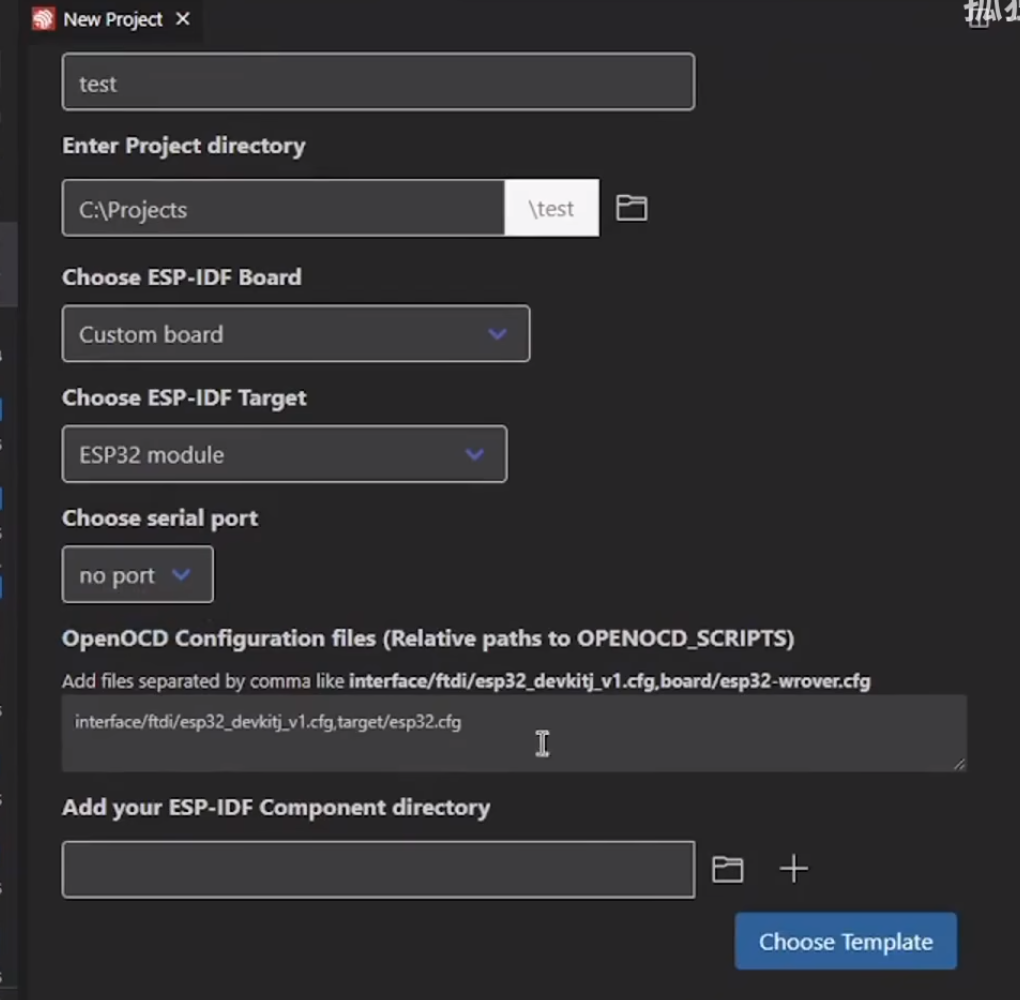 New Project
test
Enter Project directory
C:\Projects \test
Choose ESP-IDF Board
Custom board
Choose ESP-IDF Target
ESP32 module
Choose serial port
no port
OpenOCD Configuration files (Relative paths to OPENOCD_SCRIPTS)
Add files separated by comma like interface/ftdi/esp32_devkitj_v1.cfg,board/esp32-wrover.cfg
interface/ftdi/esp32_devkitj_v1.cfg,target/esp32.cfg
Add your ESP-IDF Component directory
Choose Template